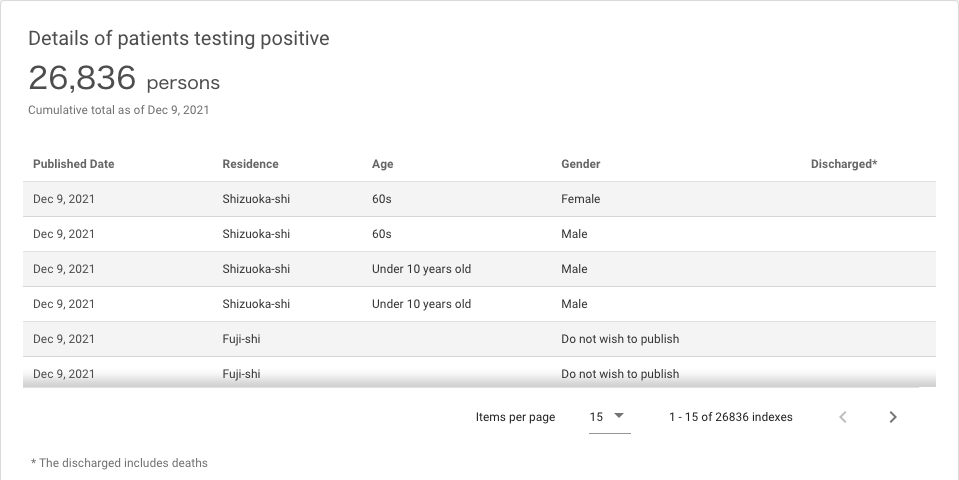 Details of patients testing positive
26,836 persons
Cumulative total as of Dec 9, 2021
Published Date Residence Age Gender Discharged*
Dec 9, 2021 Shizuoka-shi 60s Female
Dec 9, 2021 Shizuoka-shi 60s Male
Dec 9, 2021 Shizuoka-shi Under 10 years old Male
Dec 9, 2021 Shizuoka-shi Under 10 years old Male
Dec 9, 2021 Fuji-shi Do not wish to publish
Dec 9, 2021 Fuji-shi Do not wish to publish
Items per page 15 1 - 15 of 26836 indexes
* The discharged includes deaths